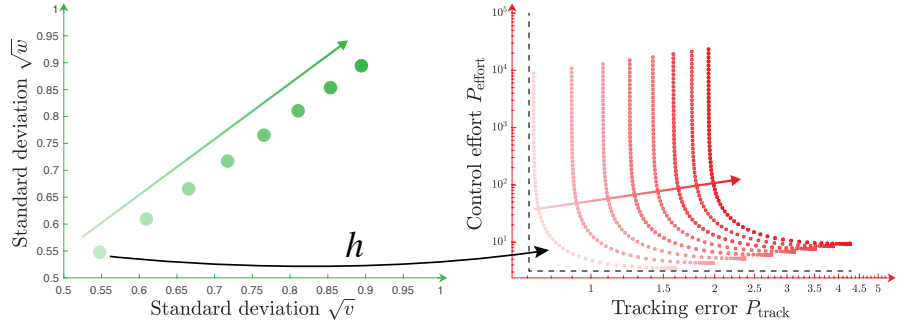 Standard deviation √w
1
0.95
0.9
0.85
0.8
0.75
0.7
0.65
0.6
0.55
0.5
0.5 0.55 0.6 0.65 0.7 0.75 0.8 0.85 0.9 0.95 1
Standard deviation √v
h
Control effort P_effort
10⁵
10⁴
10³
10²
10¹
1 1.5 2 2.5 3 3.5 4 4.5 5
Tracking error P_track